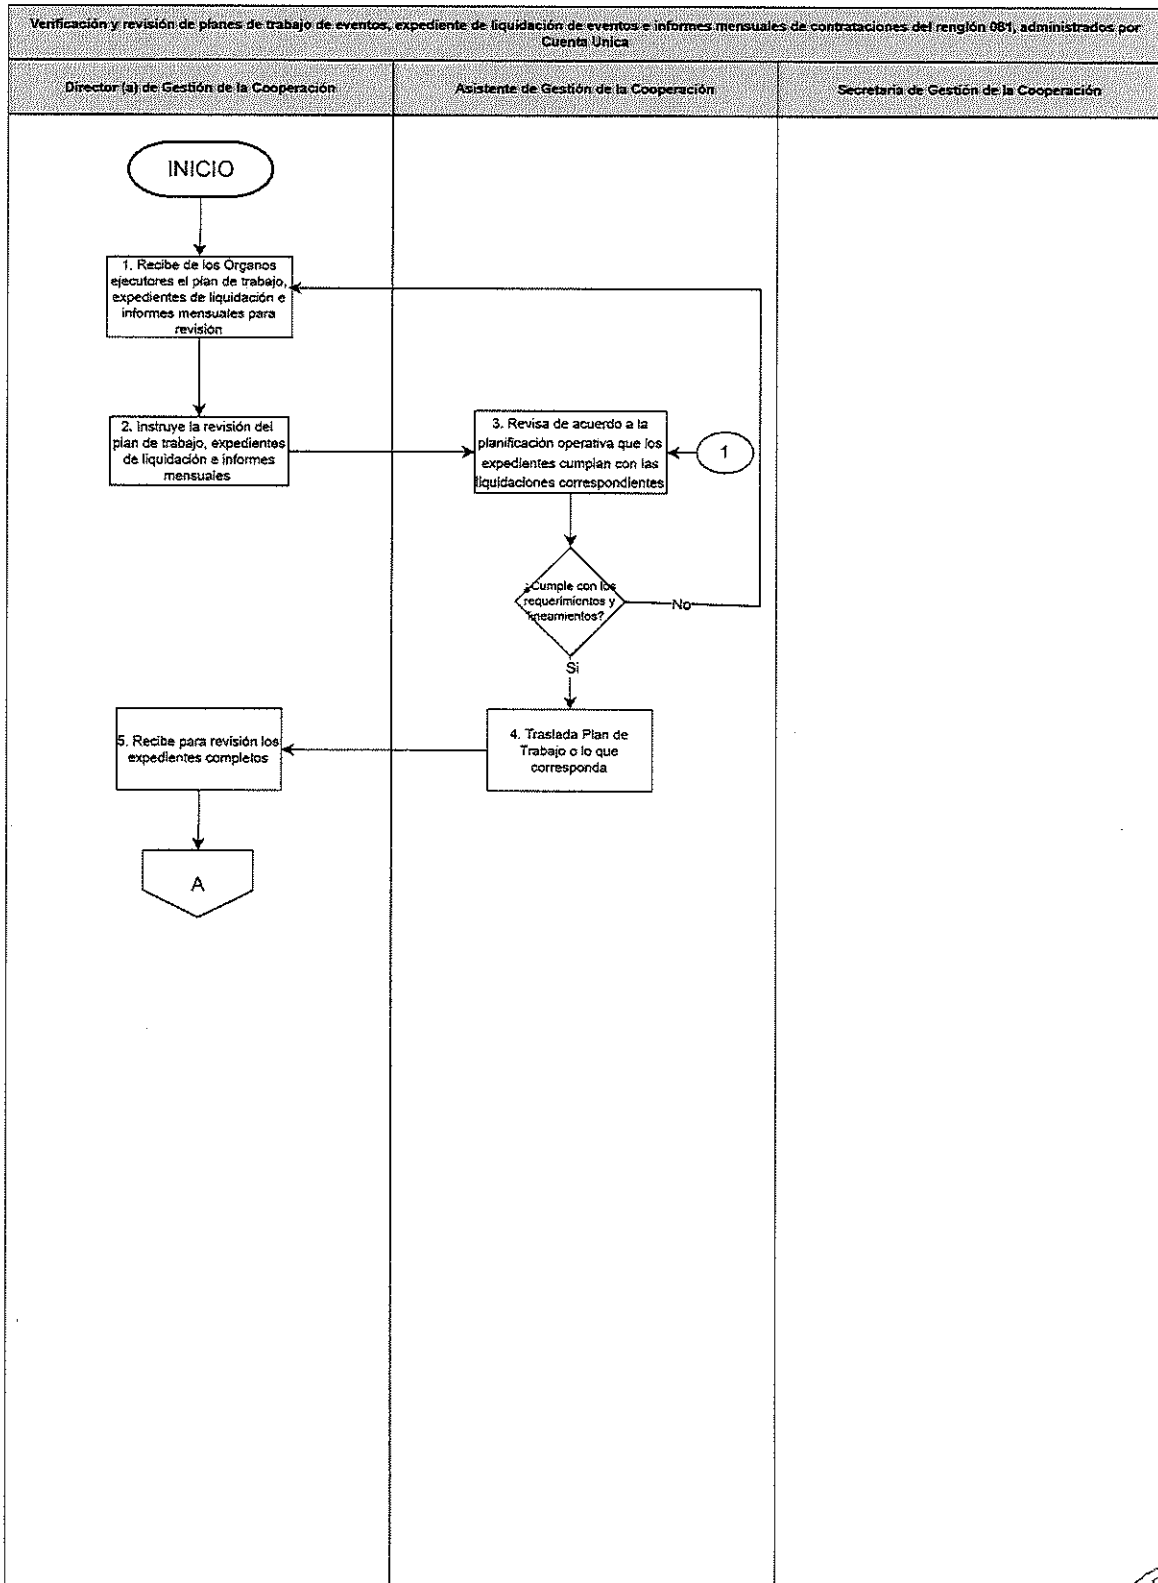 Verificación y revisión de planes de trabajo de eventos, expediente de liquidación de eventos e informes mensuales de contrataciones del renglón 081, administrados por
Cuenta Unica
Director (a) de Gestión de la Cooperación
Asistente de Gestión de la Cooperación
Secretaria de Gestión de la Cooperación
INICIO
1. Recibe de los Órganos
ejecutores el plan de trabajo,
expedientes de liquidación e
informes mensuales para
revisión
2. Instruye la revisión del
plan de trabajo, expedientes
de liquidación e informes
mensuales
3. Revisa de acuerdo a la
planificación operativa que los
expedientes cumplan con las
liquidaciones correspondientes
1
¿Cumple con los
requerimientos y
lineamientos?
No
Si
4. Traslada Plan de
Trabajo o lo que
corresponda
5. Recibe para revisión los
expedientes completos
A